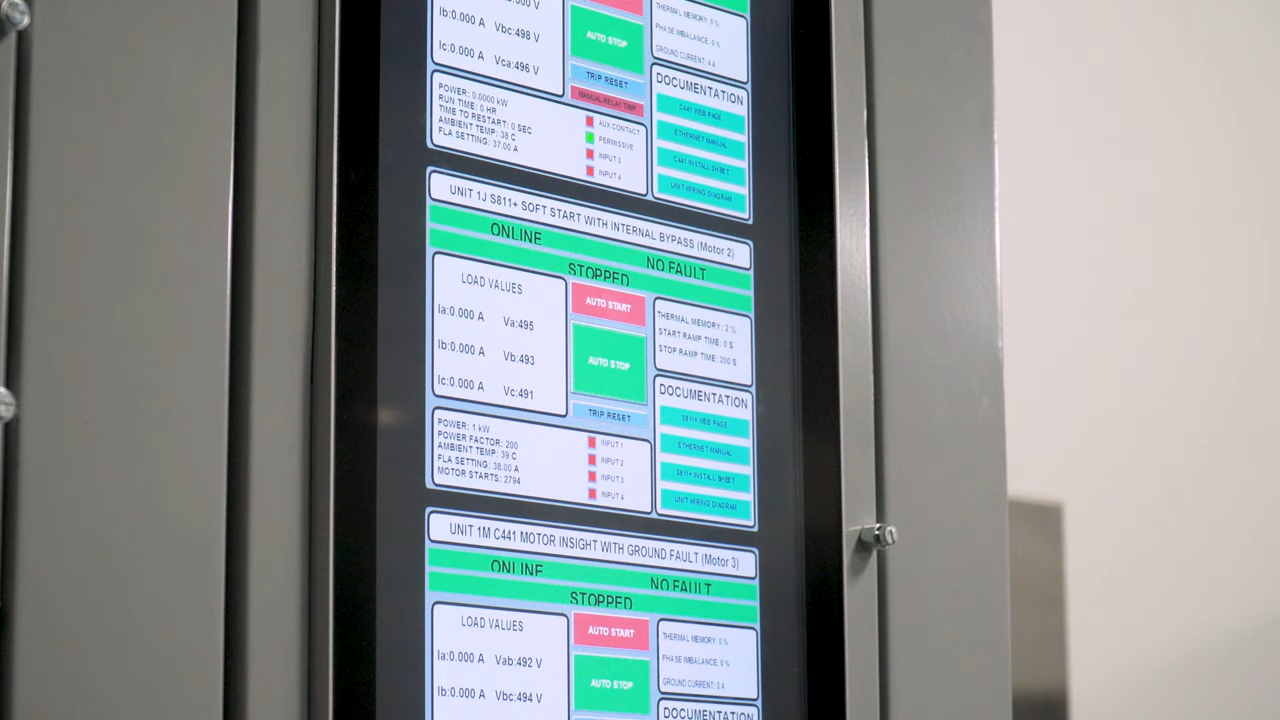 Ib:0.000 A Vbc:498 V
Ic:0.000 A Vca:496 V
AUTO STOP
TRIP RESET
MANUAL RELAY TRIP
THERMAL MEMORY: 0 %
PHASE IMBALANCE: 0 %
GROUND CURRENT: 4 A
POWER: 0.0000 kW
RUN TIME: 0 HR
TIME TO RESTART: 0 SEC
AMBIENT TEMP: 38 C
FLA SETTING: 37.00 A
AUX CONTACT
PERMISSIVE
INPUT 3
INPUT 4
DOCUMENTATION
C441 WEB PAGE
ETHERNET MANUAL
C441 INSTALL SHEET
UNIT WIRING DIAGRAM
UNIT 1J S811+ SOFT START WITH INTERNAL BYPASS (Motor 2)
ONLINE NO FAULT
STOPPED
LOAD VALUES
Ia:0.000 A Va:495
Ib:0.000 A Vb:493
Ic:0.000 A Vc:491
AUTO START
AUTO STOP
TRIP RESET
THERMAL MEMORY: 2 %
START RAMP TIME: 0 S
STOP RAMP TIME: 200 S
POWER: 1 kW
POWER FACTOR: 200
AMBIENT TEMP: 39 C
FLA SETTING: 38.00 A
MOTOR STARTS: 2794
INPUT 1
INPUT 2
INPUT 3
INPUT 4
DOCUMENTATION
S811+ WEB PAGE
ETHERNET MANUAL
S811+ INSTALL SHEET
UNIT WIRING DIAGRAM
UNIT 1M C441 MOTOR INSIGHT WITH GROUND FAULT (Motor 3)
ONLINE NO FAULT
STOPPED
LOAD VALUES
Ia:0.000 A Vab:492 V
Ib:0.000 A Vbc:494 V
AUTO START
AUTO STOP
THERMAL MEMORY: 0 %
PHASE IMBALANCE: 0 %
GROUND CURRENT: 0 A
DOCUMENTATION